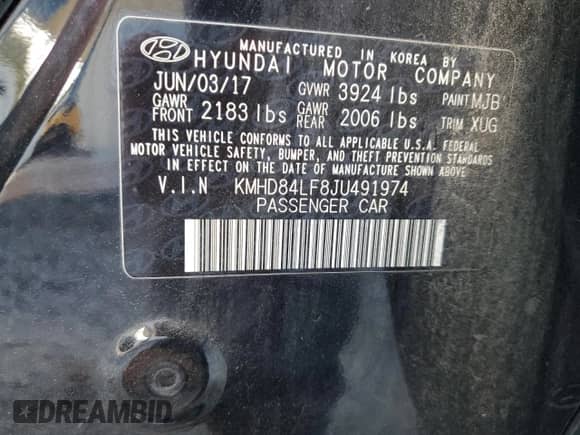 MANUFACTURED IN KOREA BY
HYUNDAI MOTOR COMPANY
JUN/03/17 GVWR 3924 lbs PAINT MJB
GAWR FRONT 2183 lbs GAWR REAR 2006 lbs TRIM XUG
THIS VEHICLE CONFORMS TO ALL APPLICABLE U.S.A. FEDERAL
MOTOR VEHICLE SAFETY, BUMPER, AND THEFT PREVENTION STANDARDS
IN EFFECT ON THE DATE OF MANUFACTURE SHOWN ABOVE.
V.I.N KMHD84LF8JU491974
PASSENGER CAR
DREAMBID